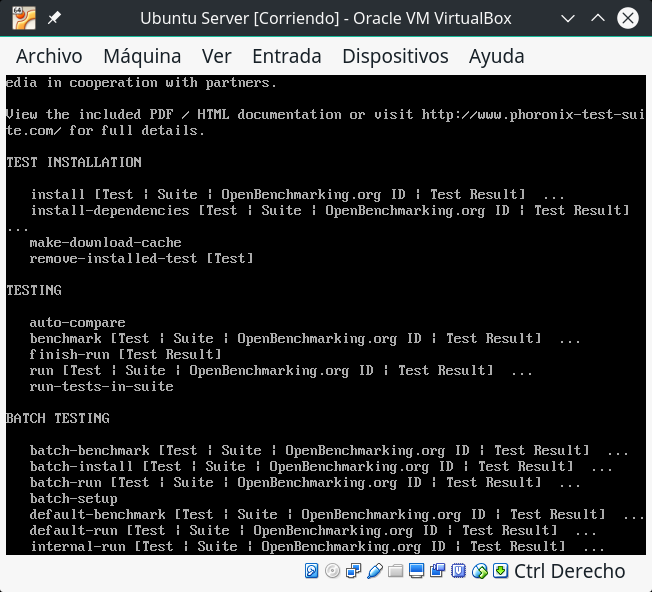 Ubuntu Server [Corriendo] - Oracle VM VirtualBox
Archivo Máquina Ver Entrada Dispositivos Ayuda
edia in cooperation with partners.
View the included PDF / HTML documentation or visit http://www.phoronix-test-sui
te.com/ for full details.
TEST INSTALLATION
install [Test | Suite | OpenBenchmarking.org ID | Test Result]  ...
install-dependencies [Test | Suite | OpenBenchmarking.org ID | Test Result]
...
make-download-cache
remove-installed-test [Test]
TESTING
auto-compare
benchmark [Test | Suite | OpenBenchmarking.org ID | Test Result]  ...
finish-run [Test Result]
run [Test | Suite | OpenBenchmarking.org ID | Test Result]  ...
run-tests-in-suite
BATCH TESTING
batch-benchmark [Test | Suite | OpenBenchmarking.org ID | Test Result]  ...
batch-install [Test | Suite | OpenBenchmarking.org ID | Test Result]  ...
batch-run [Test | Suite | OpenBenchmarking.org ID | Test Result]  ...
batch-setup
default-benchmark [Test | Suite | OpenBenchmarking.org ID | Test Result]  ...
default-run [Test | Suite | OpenBenchmarking.org ID | Test Result]  ...
internal-run [Test | Suite | OpenBenchmarking.org ID | Test Result]  ...
Ctrl Derecho